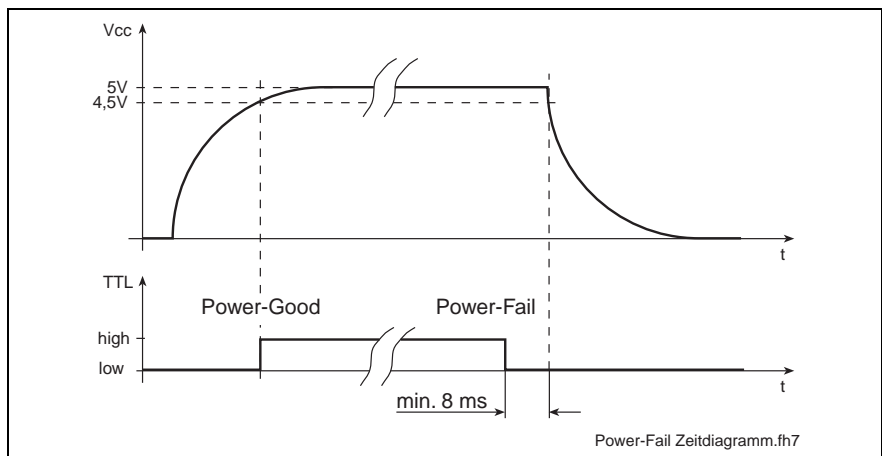 Vcc
5V
4,5V
t
TTL
Power-Good
Power-Fail
high
low
t
min. 8 ms
Power-Fail Zeitdiagramm.fh7